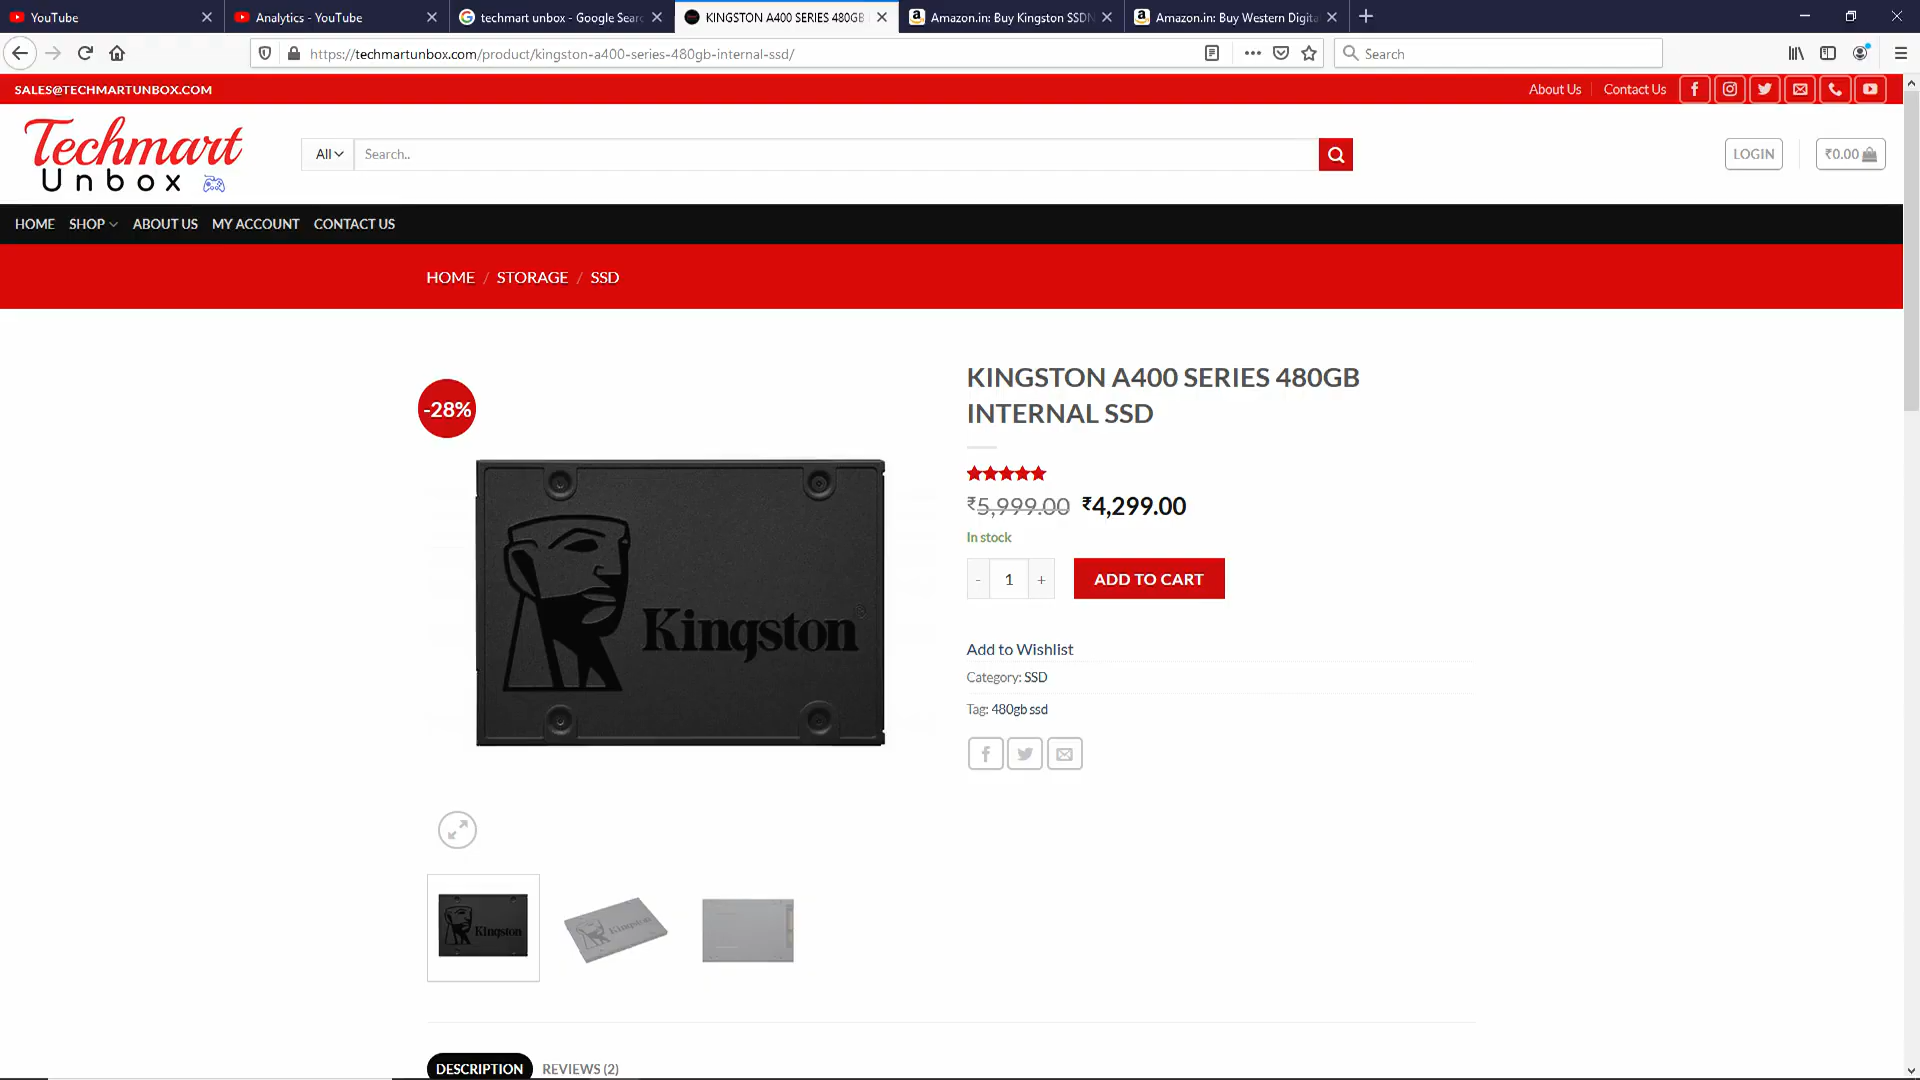 YouTube
Analytics - YouTube
techmart unbox - Google Sear
KINGSTON A400 SERIES 480GB
Amazon.in: Buy Kingston SSDN
Amazon.in: Buy Western Digita
https://techmartunbox.com/product/kingston-a400-series-480gb-internal-ssd/
Search
SALES@TECHMARTUNBOX.COM
About Us
Contact Us
Techmart
Unbox
All
Search..
LOGIN
₹0.00
HOME
SHOP
ABOUT US
MY ACCOUNT
CONTACT US
HOME / STORAGE / SSD
-28%
Kingston
KINGSTON A400 SERIES 480GB
INTERNAL SSD
₹5,999.00 ₹4,299.00
In stock
- 1 +
ADD TO CART
Add to Wishlist
Category: SSD
Tag: 480gb ssd
Kingston
Kingston
DESCRIPTION
REVIEWS (2)